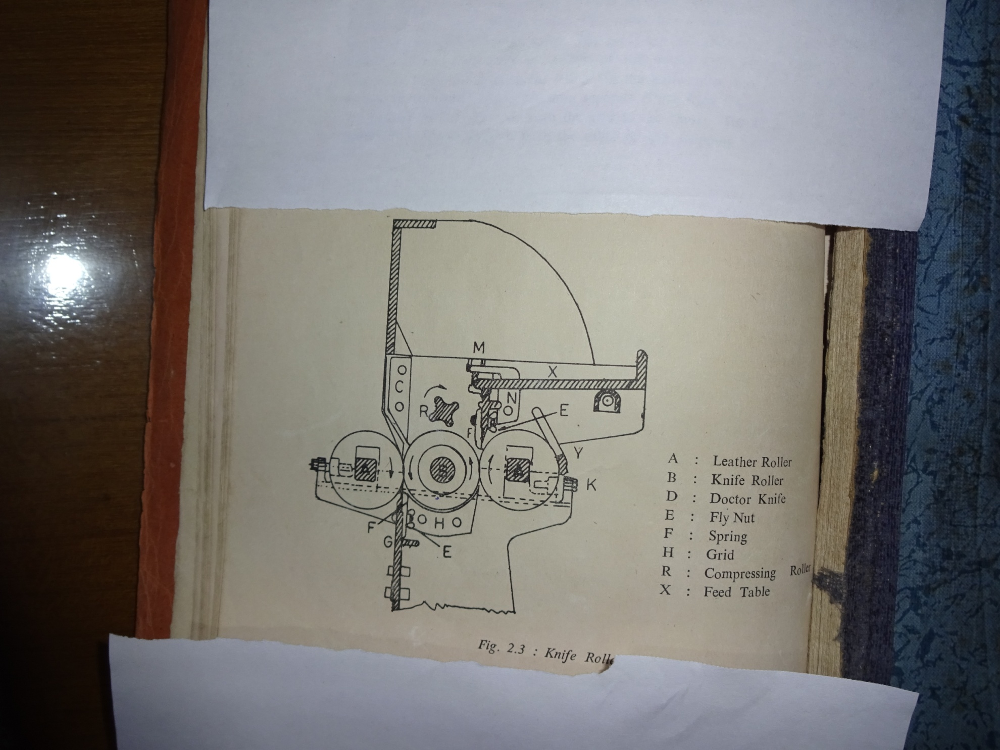 M
X
C
N
R
E
F
Y
A
B
A
K
H
F
G
E
A : Leather Roller
B : Knife Roller
D : Doctor Knife
E : Fly Nut
F : Spring
H : Grid
R : Compressing Roller
X : Feed Table
Fig. 2.3 : Knife